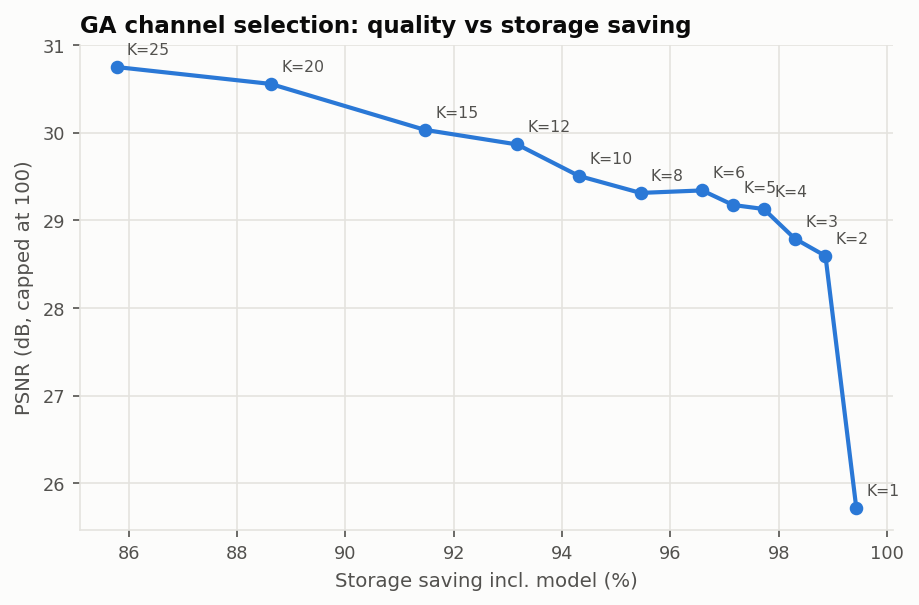 GA channel selection: quality vs storage saving
PSNR (dB, capped at 100)
31
30
29
28
27
26
K=25
K=20
K=15
K=12
K=10
K=8
K=6
K=5
K=4
K=3
K=2
K=1
86 88 90 92 94 96 98 100
Storage saving incl. model (%)